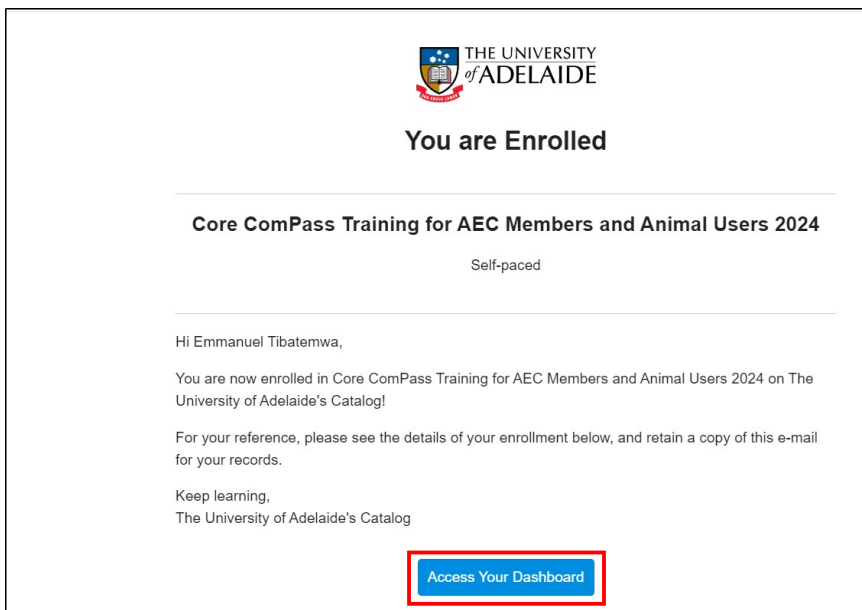 THE UNIVERSITY
of ADELAIDE
You are Enrolled
Core ComPass Training for AEC Members and Animal Users 2024
Self-paced
Hi Emmanuel Tibatemwa,
You are now enrolled in Core ComPass Training for AEC Members and Animal Users 2024 on The
University of Adelaide's Catalog!
For your reference, please see the details of your enrollment below, and retain a copy of this e-mail
for your records.
Keep learning,
The University of Adelaide's Catalog
Access Your Dashboard